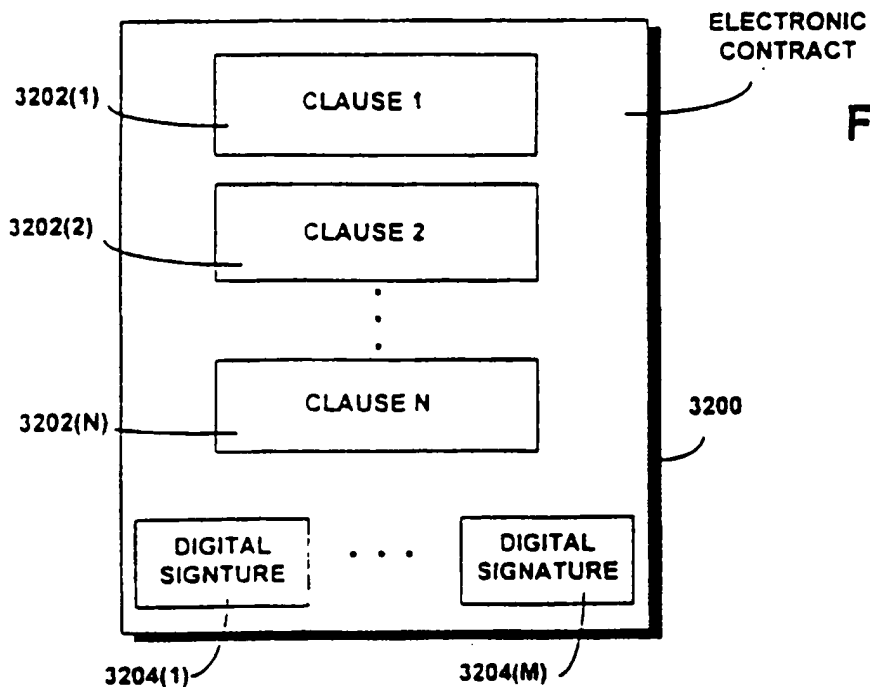 ELECTRONIC
CONTRACT
F
3202(1)
CLAUSE 1
3202(2)
CLAUSE 2
3202(N)
CLAUSE N
3200
DIGITAL
SIGNTURE
. . .
DIGITAL
SIGNATURE
3204(1)
3204(M)